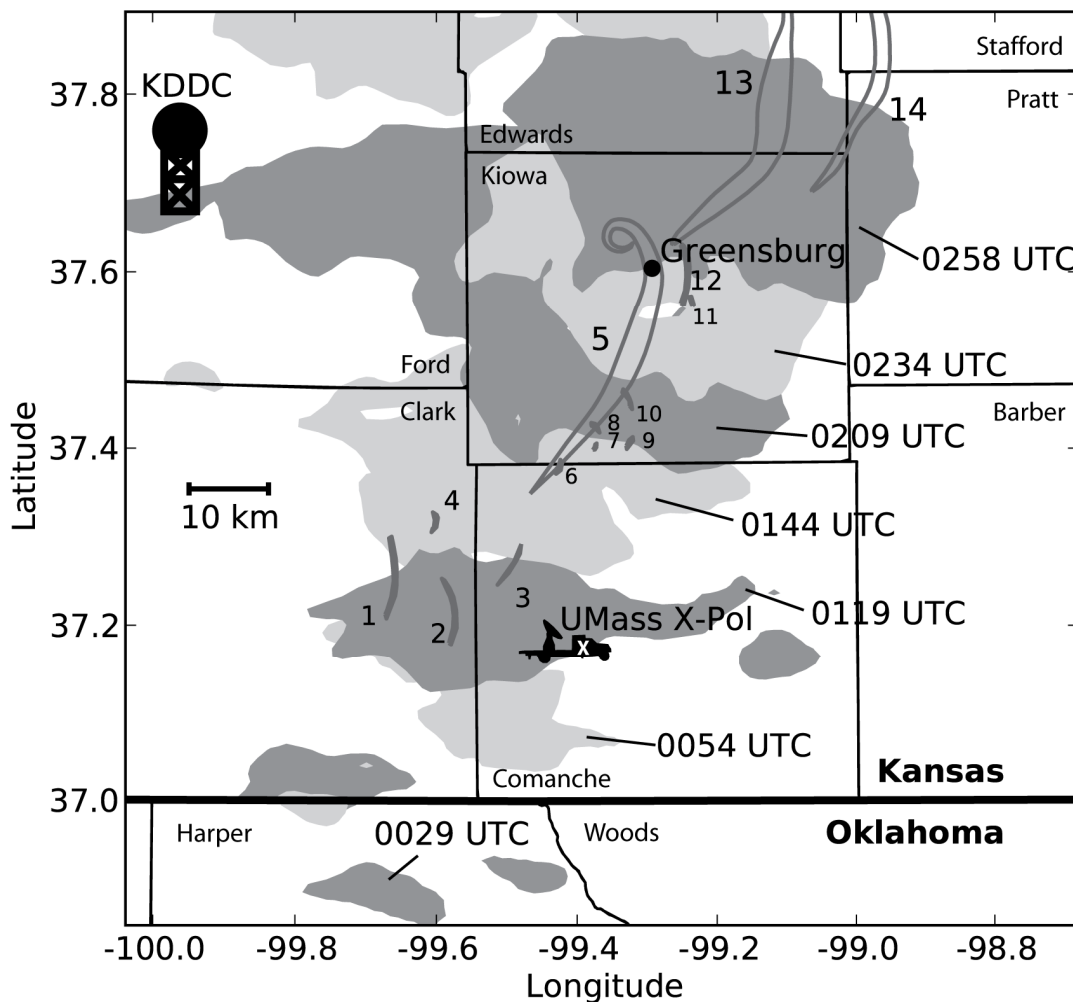 Stafford
37.8
KDDC
13
14
Pratt
Edwards
Kiowa
Greensburg
0258 UTC
37.6
12
11
5
Ford
0234 UTC
Clark
10
Barber
8
7
9
0209 UTC
37.4
6
10 km
4
0144 UTC
3
1
2
UMass X-Pol
0119 UTC
37.2
X
0054 UTC
Comanche
Kansas
37.0
Harper
0029 UTC
Woods
Oklahoma
-100.0 -99.8 -99.6 -99.4 -99.2 -99.0 -98.8
Longitude
Latitude